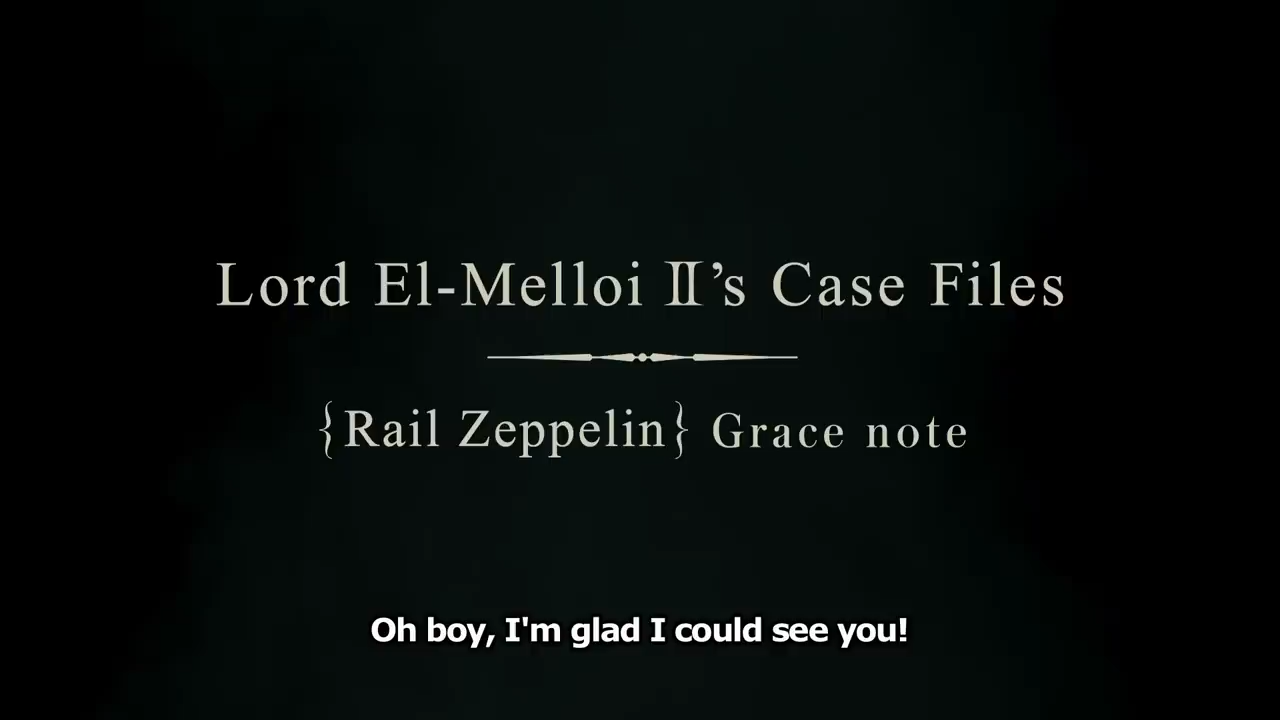 Lord El-Melloi Ⅱ’s Case Files
{Rail Zeppelin} Grace note
Oh boy, I'm glad I could see you!